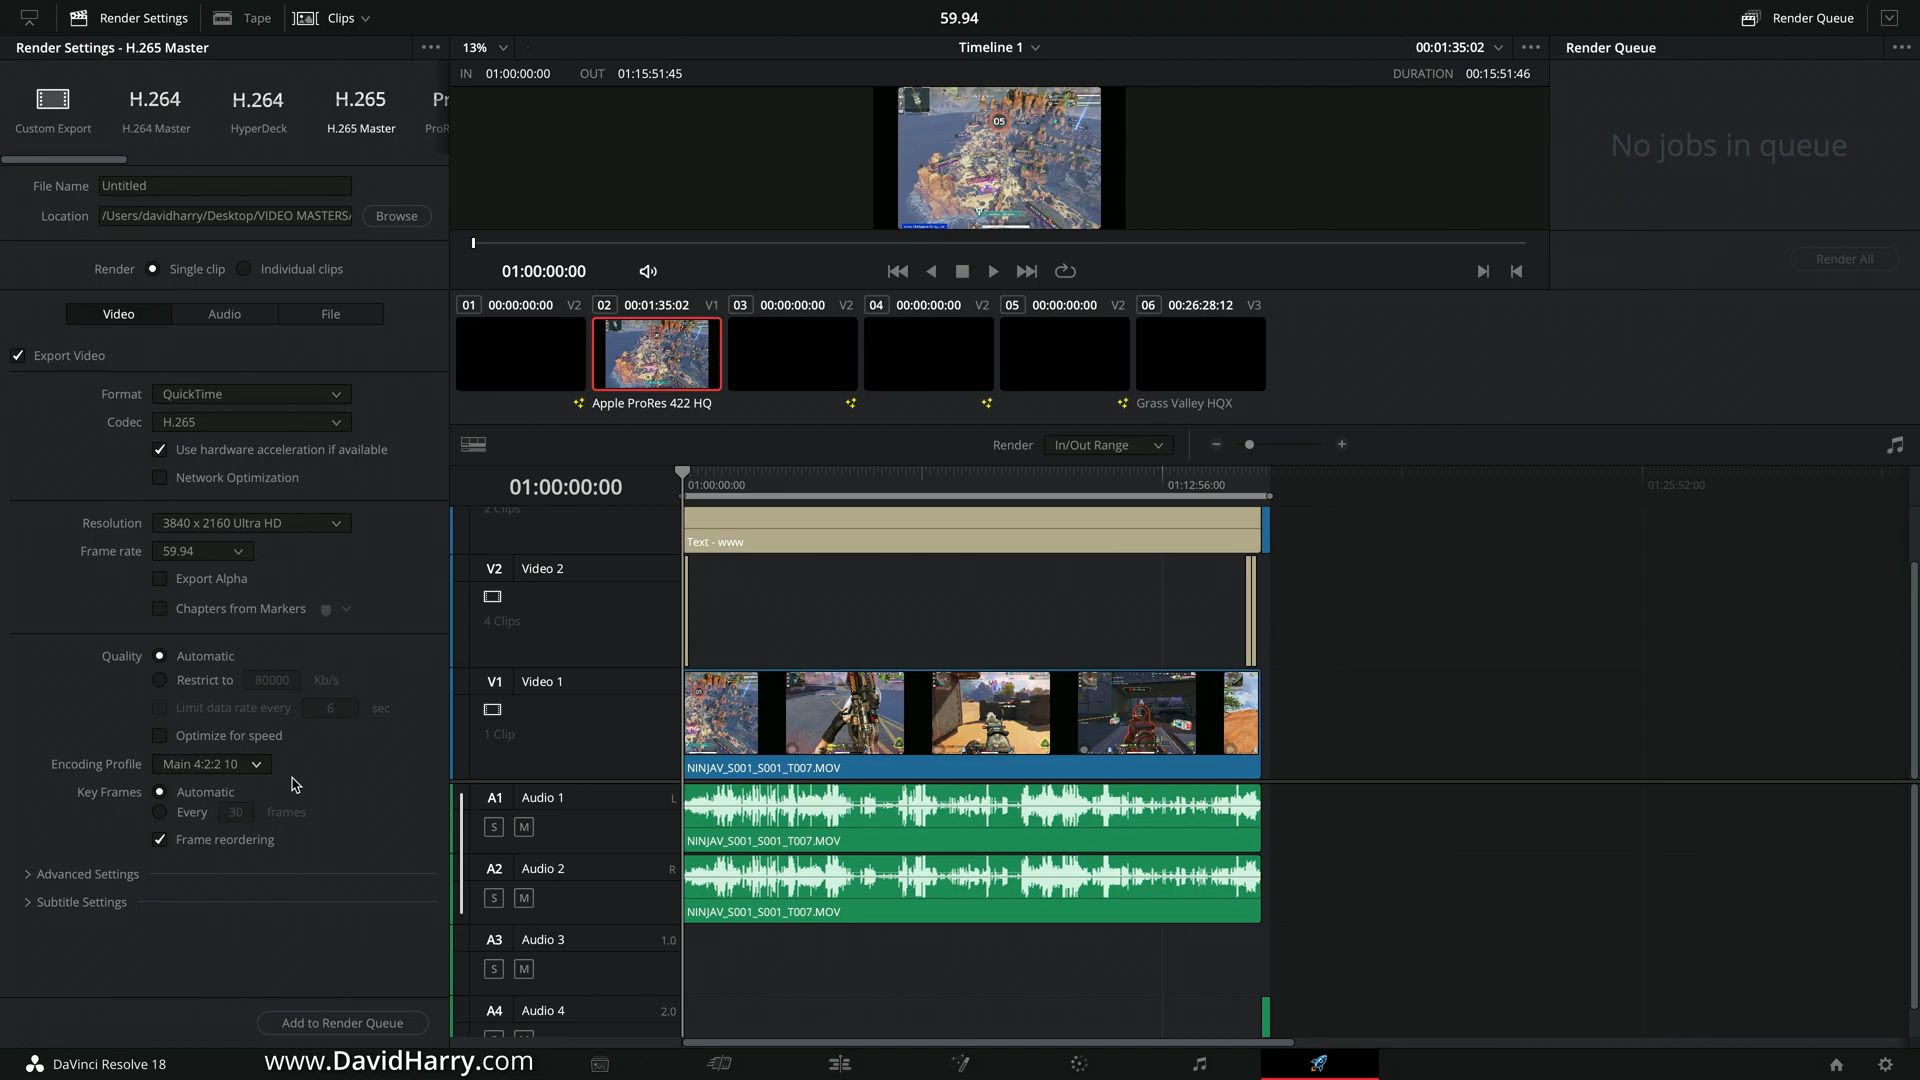 Render Settings
Tape
Clips
59.94
Render Queue
Render Settings - H.265 Master
13%
Timeline 1
00:01:35:02
Render Queue
IN 01:00:00:00 OUT 01:15:51:45
DURATION 00:15:51:46
H.264
H.264
H.265
Pr
Custom Export
H.264 Master
HyperDeck
H.265 Master
ProR
05
No jobs in queue
File Name Untitled
Location /Users/davidharry/Desktop/VIDEO MASTERS/ Browse
Render Single clip Individual clips
01:00:00:00
Render All
Video Audio File
01 00:00:00:00 V2
02 00:01:35:02 V1
03 00:00:00:00 V2
04 00:00:00:00 V2
05 00:00:00:00 V2
06 00:26:28:12 V3
Apple ProRes 422 HQ
Grass Valley HQX
Export Video
Format QuickTime
Codec H.265
Use hardware acceleration if available
Network Optimization
Resolution 3840 x 2160 Ultra HD
Frame rate 59.94
Export Alpha
Chapters from Markers
Quality Automatic
Restrict to 80000 Kb/s
Limit data rate every 6 sec
Optimize for speed
Encoding Profile Main 4:2:2 10
Key Frames Automatic
Every 30 frames
Frame reordering
Advanced Settings
Subtitle Settings
Add to Render Queue
Render In/Out Range
01:00:00:00
01:00:00:00
01:12:56:00
01:25:52:00
2 Clips
Text - www
V2 Video 2
4 Clips
V1 Video 1
1 Clip
NINJAV_S001_S001_T007.MOV
A1 Audio 1 L
S M
NINJAV_S001_S001_T007.MOV
A2 Audio 2 R
S M
NINJAV_S001_S001_T007.MOV
A3 Audio 3 1.0
S M
A4 Audio 4 2.0
DaVinci Resolve 18
www.DavidHarry.com